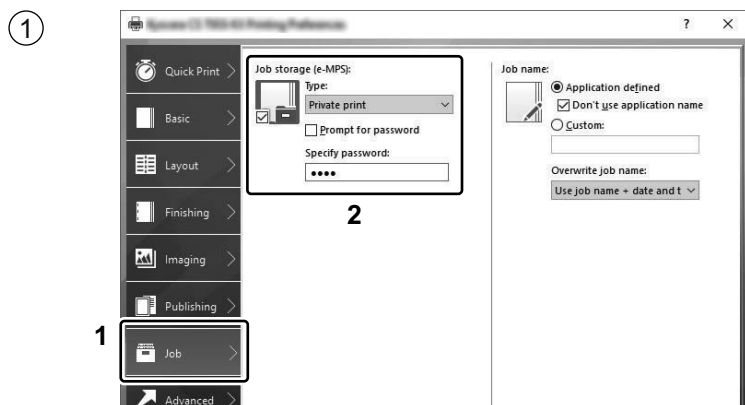 1
? ×
Quick Print
Basic
Layout
Finishing
Imaging
Publishing
1
Job
Advanced
Job storage (e-MPS):
Type:
Private print
Prompt for password
Specify password:
••••
2
Job name:
Application defined
Don't use application name
Custom:
Overwrite job name:
Use job name + date and t